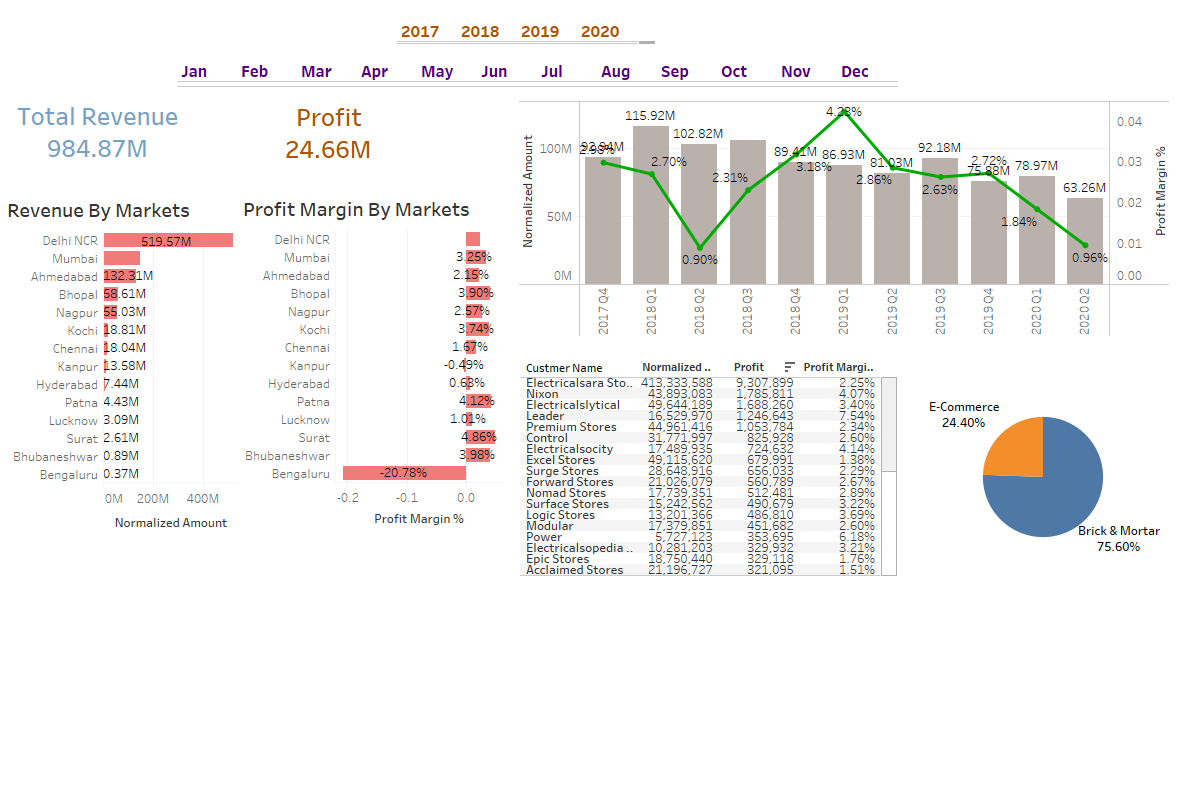 2017 2018 2019 2020
Jan Feb Mar Apr May Jun Jul Aug Sep Oct Nov Dec
Total Revenue
984.87M
Profit
24.66M
Revenue By Markets
Delhi NCR 519.57M
Mumbai
Ahmedabad 132.31M
Bhopal 58.61M
Nagpur 55.03M
Kochi 18.81M
Chennai 18.04M
Kanpur 13.58M
Hyderabad 7.44M
Patna 4.43M
Lucknow 3.09M
Surat 2.61M
Bhubaneshwar 0.89M
Bengaluru 0.37M
0M 200M 400M
Normalized Amount
Profit Margin By Markets
Delhi NCR
Mumbai 3.25%
Ahmedabad 2.15%
Bhopal 3.90%
Nagpur 2.57%
Kochi 3.74%
Chennai 1.67%
Kanpur -0.49%
Hyderabad 0.63%
Patna 4.12%
Lucknow 1.01%
Surat 4.86%
Bhubaneshwar 3.98%
Bengaluru -20.78%
-0.2 -0.1 0.0
Profit Margin %
Normalized Amount
100M
50M
0M
92.94M 115.92M 102.82M 89.41M 86.93M 81.03M 92.18M 75.88M 78.97M 63.26M
2.98% 2.70% 0.90% 2.31% 3.18% 4.23% 2.86% 2.63% 2.72% 1.84% 0.96%
0.04
0.03
0.02
0.01
0.00
Profit Margin %
2017 Q4 2018 Q1 2018 Q2 2018 Q3 2018 Q4 2019 Q1 2019 Q2 2019 Q3 2019 Q4 2020 Q1 2020 Q2
Custmer Name Normalized .. Profit Profit Margi..
Electricalsara Sto.. 413,333,588 9,307,899 2.25%
Nixon 43,893,083 1,785,811 4.07%
Electricalslytical 49,644,189 1,688,260 3.40%
Leader 16,529,970 1,246,643 7.54%
Premium Stores 44,961,416 1,053,784 2.34%
Control 31,771,997 825,928 2.60%
Electricalsocity 17,489,935 724,632 4.14%
Excel Stores 49,115,620 679,991 1.38%
Surge Stores 28,648,916 656,033 2.29%
Forward Stores 21,026,079 560,789 2.67%
Nomad Stores 17,739,351 512,481 2.89%
Surface Stores 15,242,562 490,679 3.22%
Logic Stores 13,201,366 486,810 3.69%
Modular 17,379,851 451,682 2.60%
Power 5,727,123 353,695 6.18%
Electricalsopedia .. 10,281,203 329,932 3.21%
Epic Stores 18,750,440 329,118 1.76%
Acclaimed Stores 21,196,727 321,095 1.51%
E-Commerce
24.40%
Brick & Mortar
75.60%